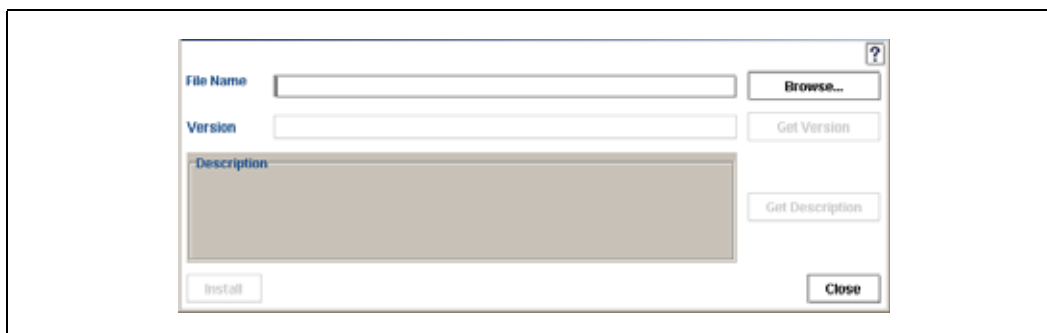 ?
File Name
Browse...
Version
Get Version
Description
Get Description
Install
Close